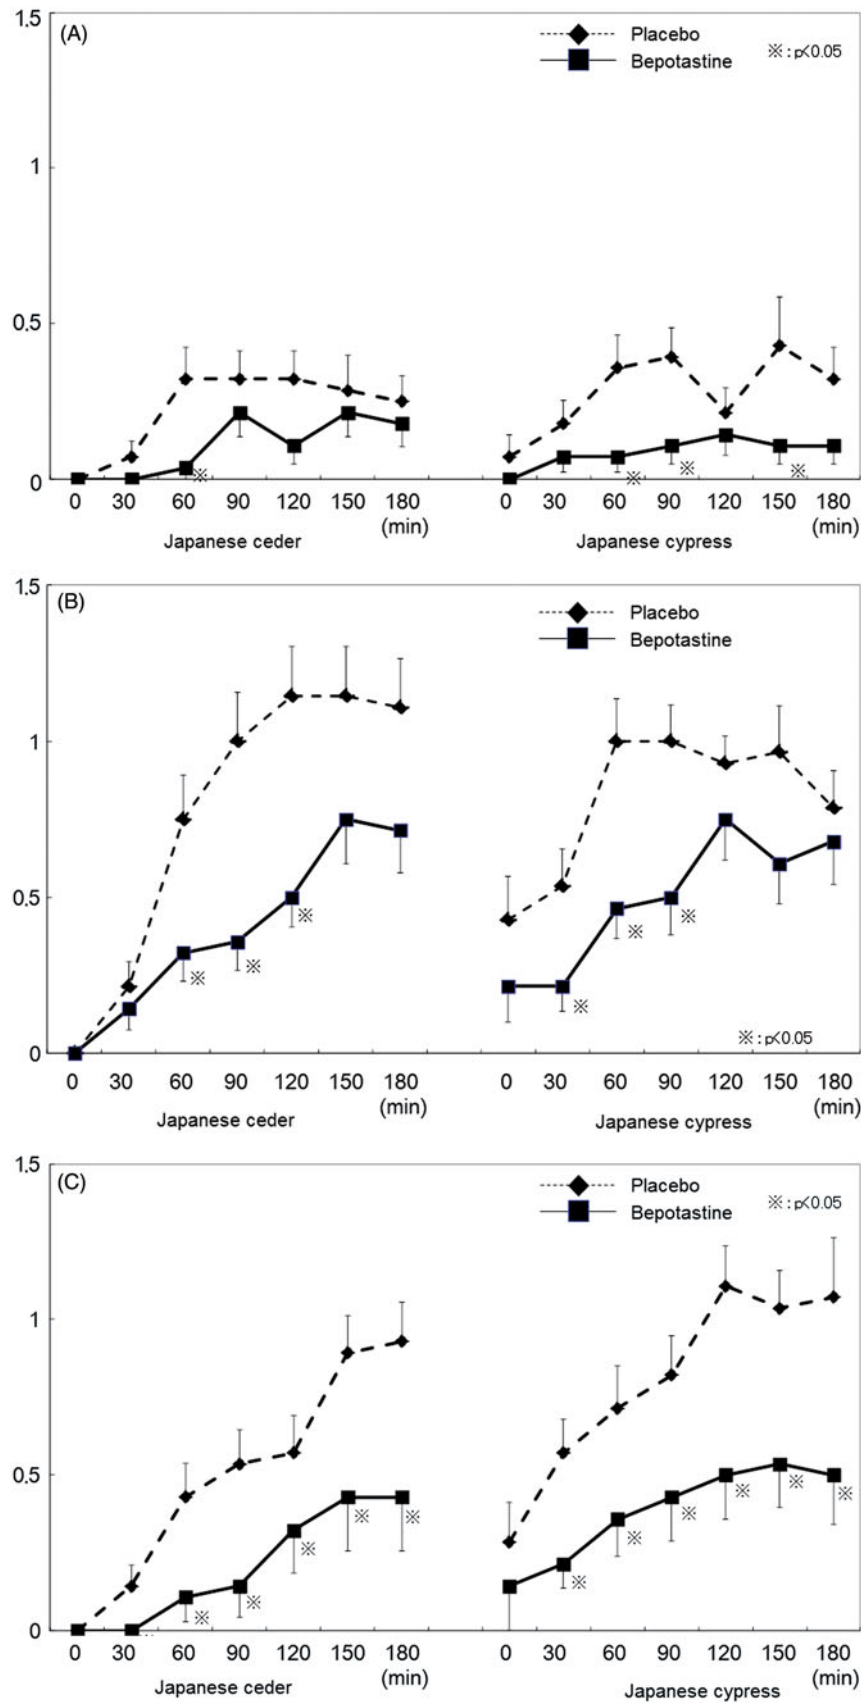 1.5
(A)
Placebo
Bepotastine
※:p<0.05
1
0.5
※
※
※
※
0
0 30 60 90 120 150 180
(min)
Japanese ceder
0 30 60 90 120 150 180
(min)
Japanese cypress
1.5
(B)
Placebo
Bepotastine
1
0.5
※
※
※
※
※
※
※:p<0.05
0
0 30 60 90 120 150 180
(min)
Japanese ceder
0 30 60 90 120 150 180
(min)
Japanese cypress
1.5
(C)
Placebo
Bepotastine
※:p<0.05
1
0.5
※
※
※
※
※
※
※
※
※
※
※
0
0 30 60 90 120 150 180
(min)
Japanese ceder
0 30 60 90 120 150 180
(min)
Japanese cypress